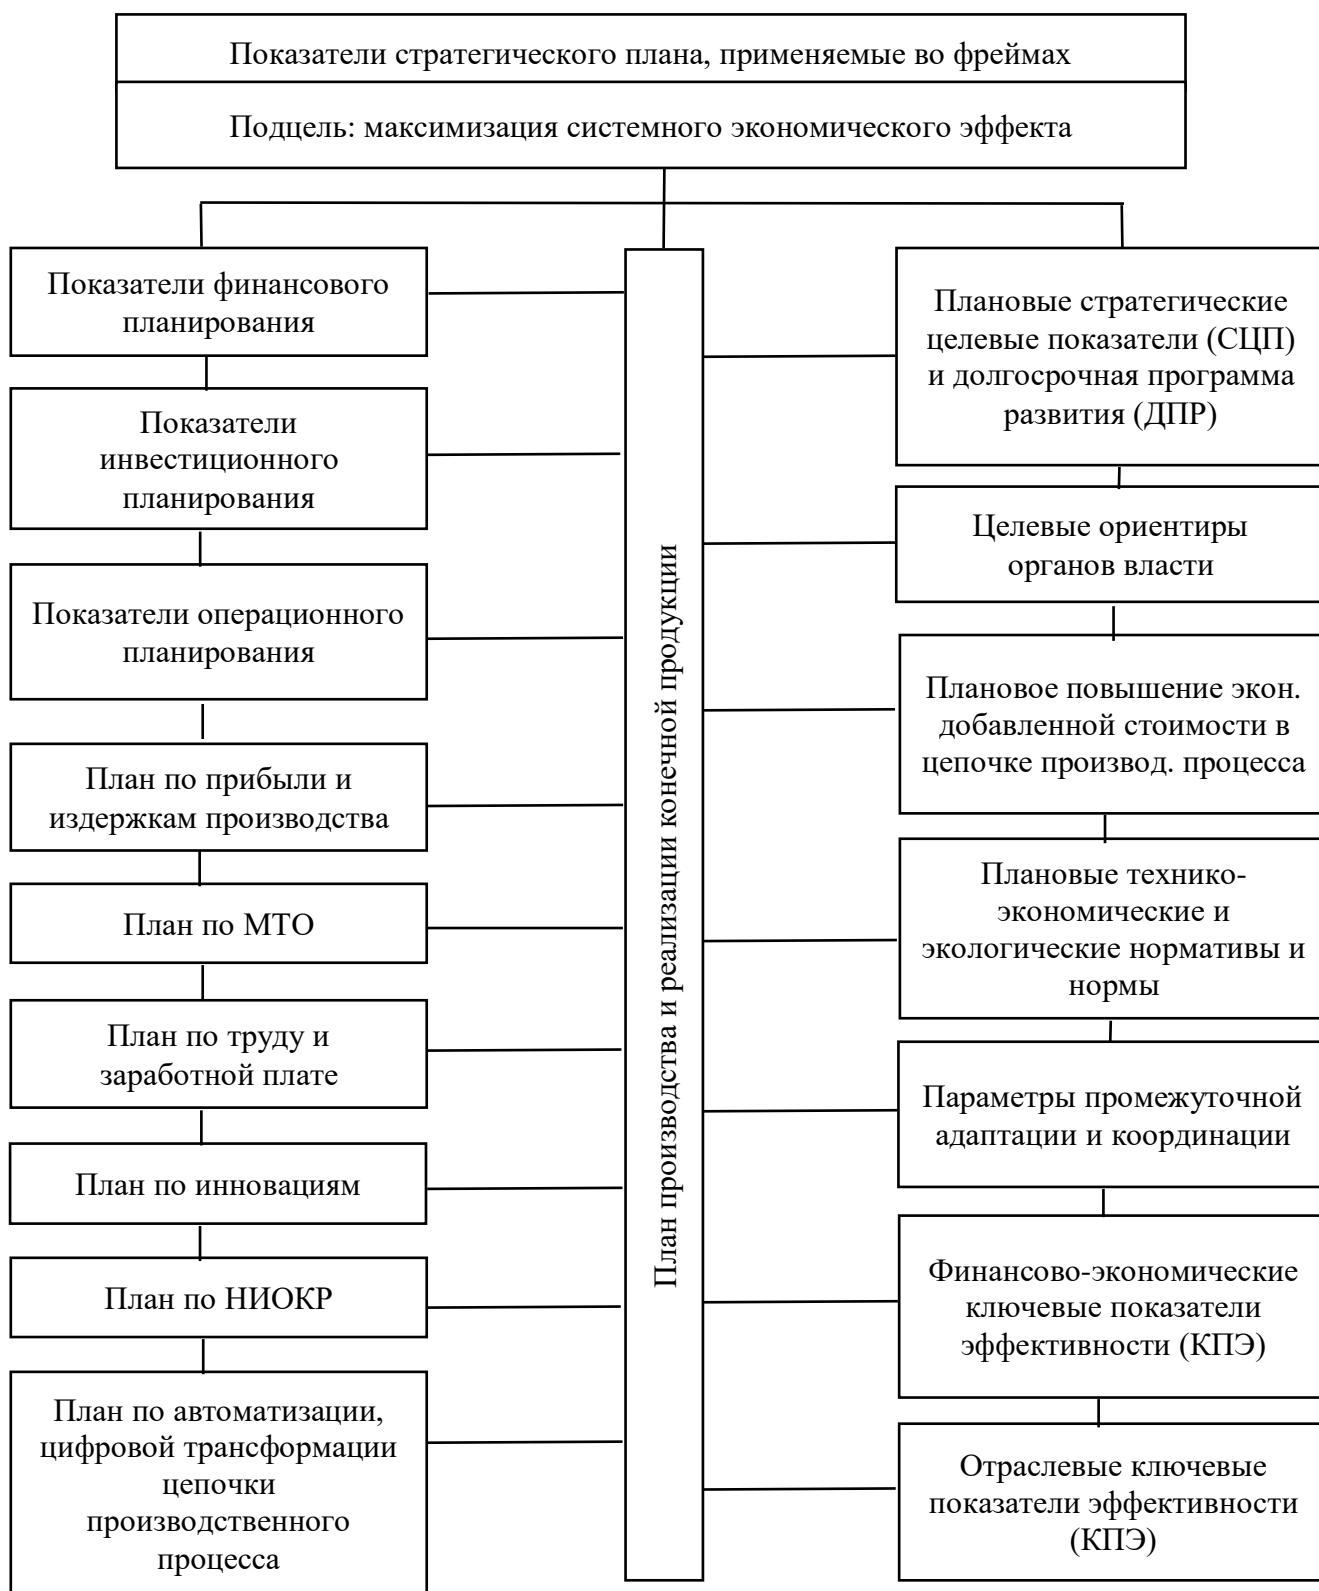 Показатели стратегического плана, применяемые во фреймах
Подцель: максимизация системного экономического эффекта
Показатели финансового
планирования
Показатели
инвестиционного
планирования
Показатели операционного
планирования
План по прибыли и
издержкам производства
План по МТО
План по труду и
заработной плате
План по инновациям
План по НИОКР
План по автоматизации,
цифровой трансформации
цепочки
производственного
процесса
План производства и реализации конечной продукции
Плановые стратегические
целевые показатели (СЦП)
и долгосрочная программа
развития (ДПР)
Целевые ориентиры
органов власти
Плановое повышение экон.
добавленной стоимости в
цепочке производ. процесса
Плановые технико-
экономические и
экологические нормативы и
нормы
Параметры промежуточной
адаптации и координации
Финансово-экономические
ключевые показатели
эффективности (КПЭ)
Отраслевые ключевые
показатели эффективности
(КПЭ)